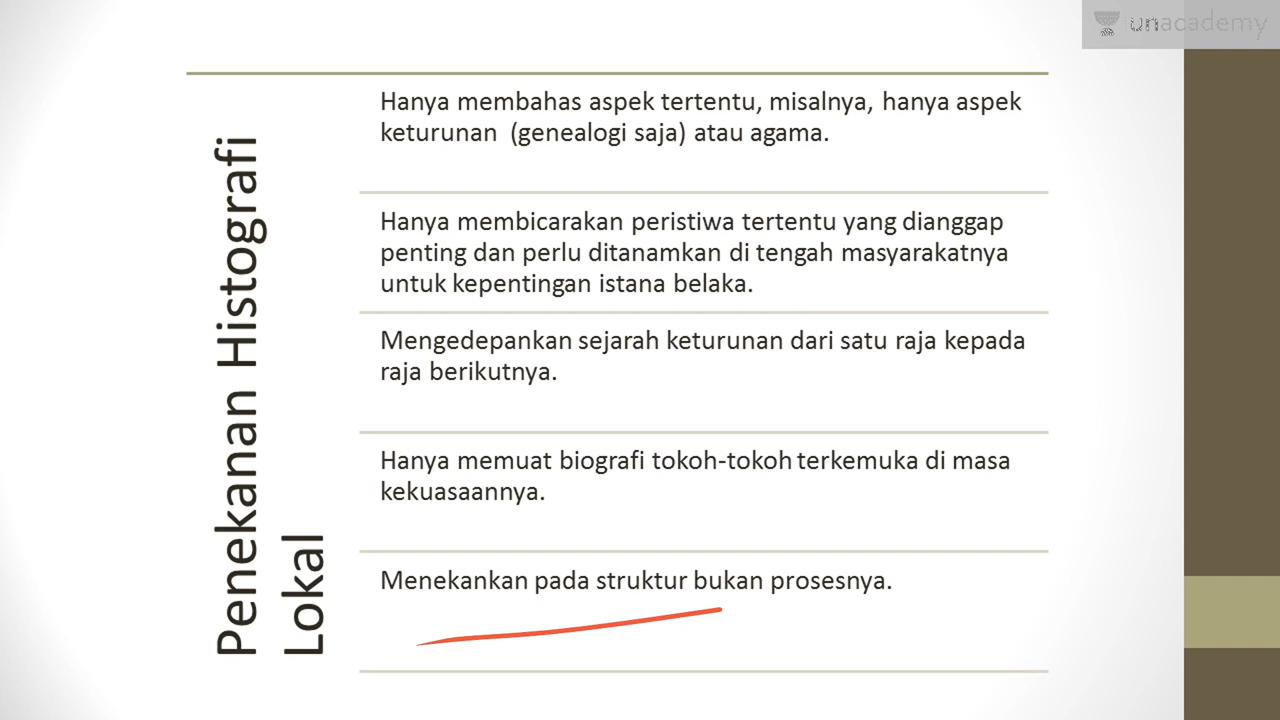 unacademy
Penekanan Histografi
Lokal
Hanya membahas aspek tertentu, misalnya, hanya aspek
keturunan (genealogi saja) atau agama.
Hanya membicarakan peristiwa tertentu yang dianggap
penting dan perlu ditanamkan di tengah masyarakatnya
untuk kepentingan istana belaka.
Mengedepankan sejarah keturunan dari satu raja kepada
raja berikutnya.
Hanya memuat biografi tokoh-tokoh terkemuka di masa
kekuasaannya.
Menekankan pada struktur bukan prosesnya.